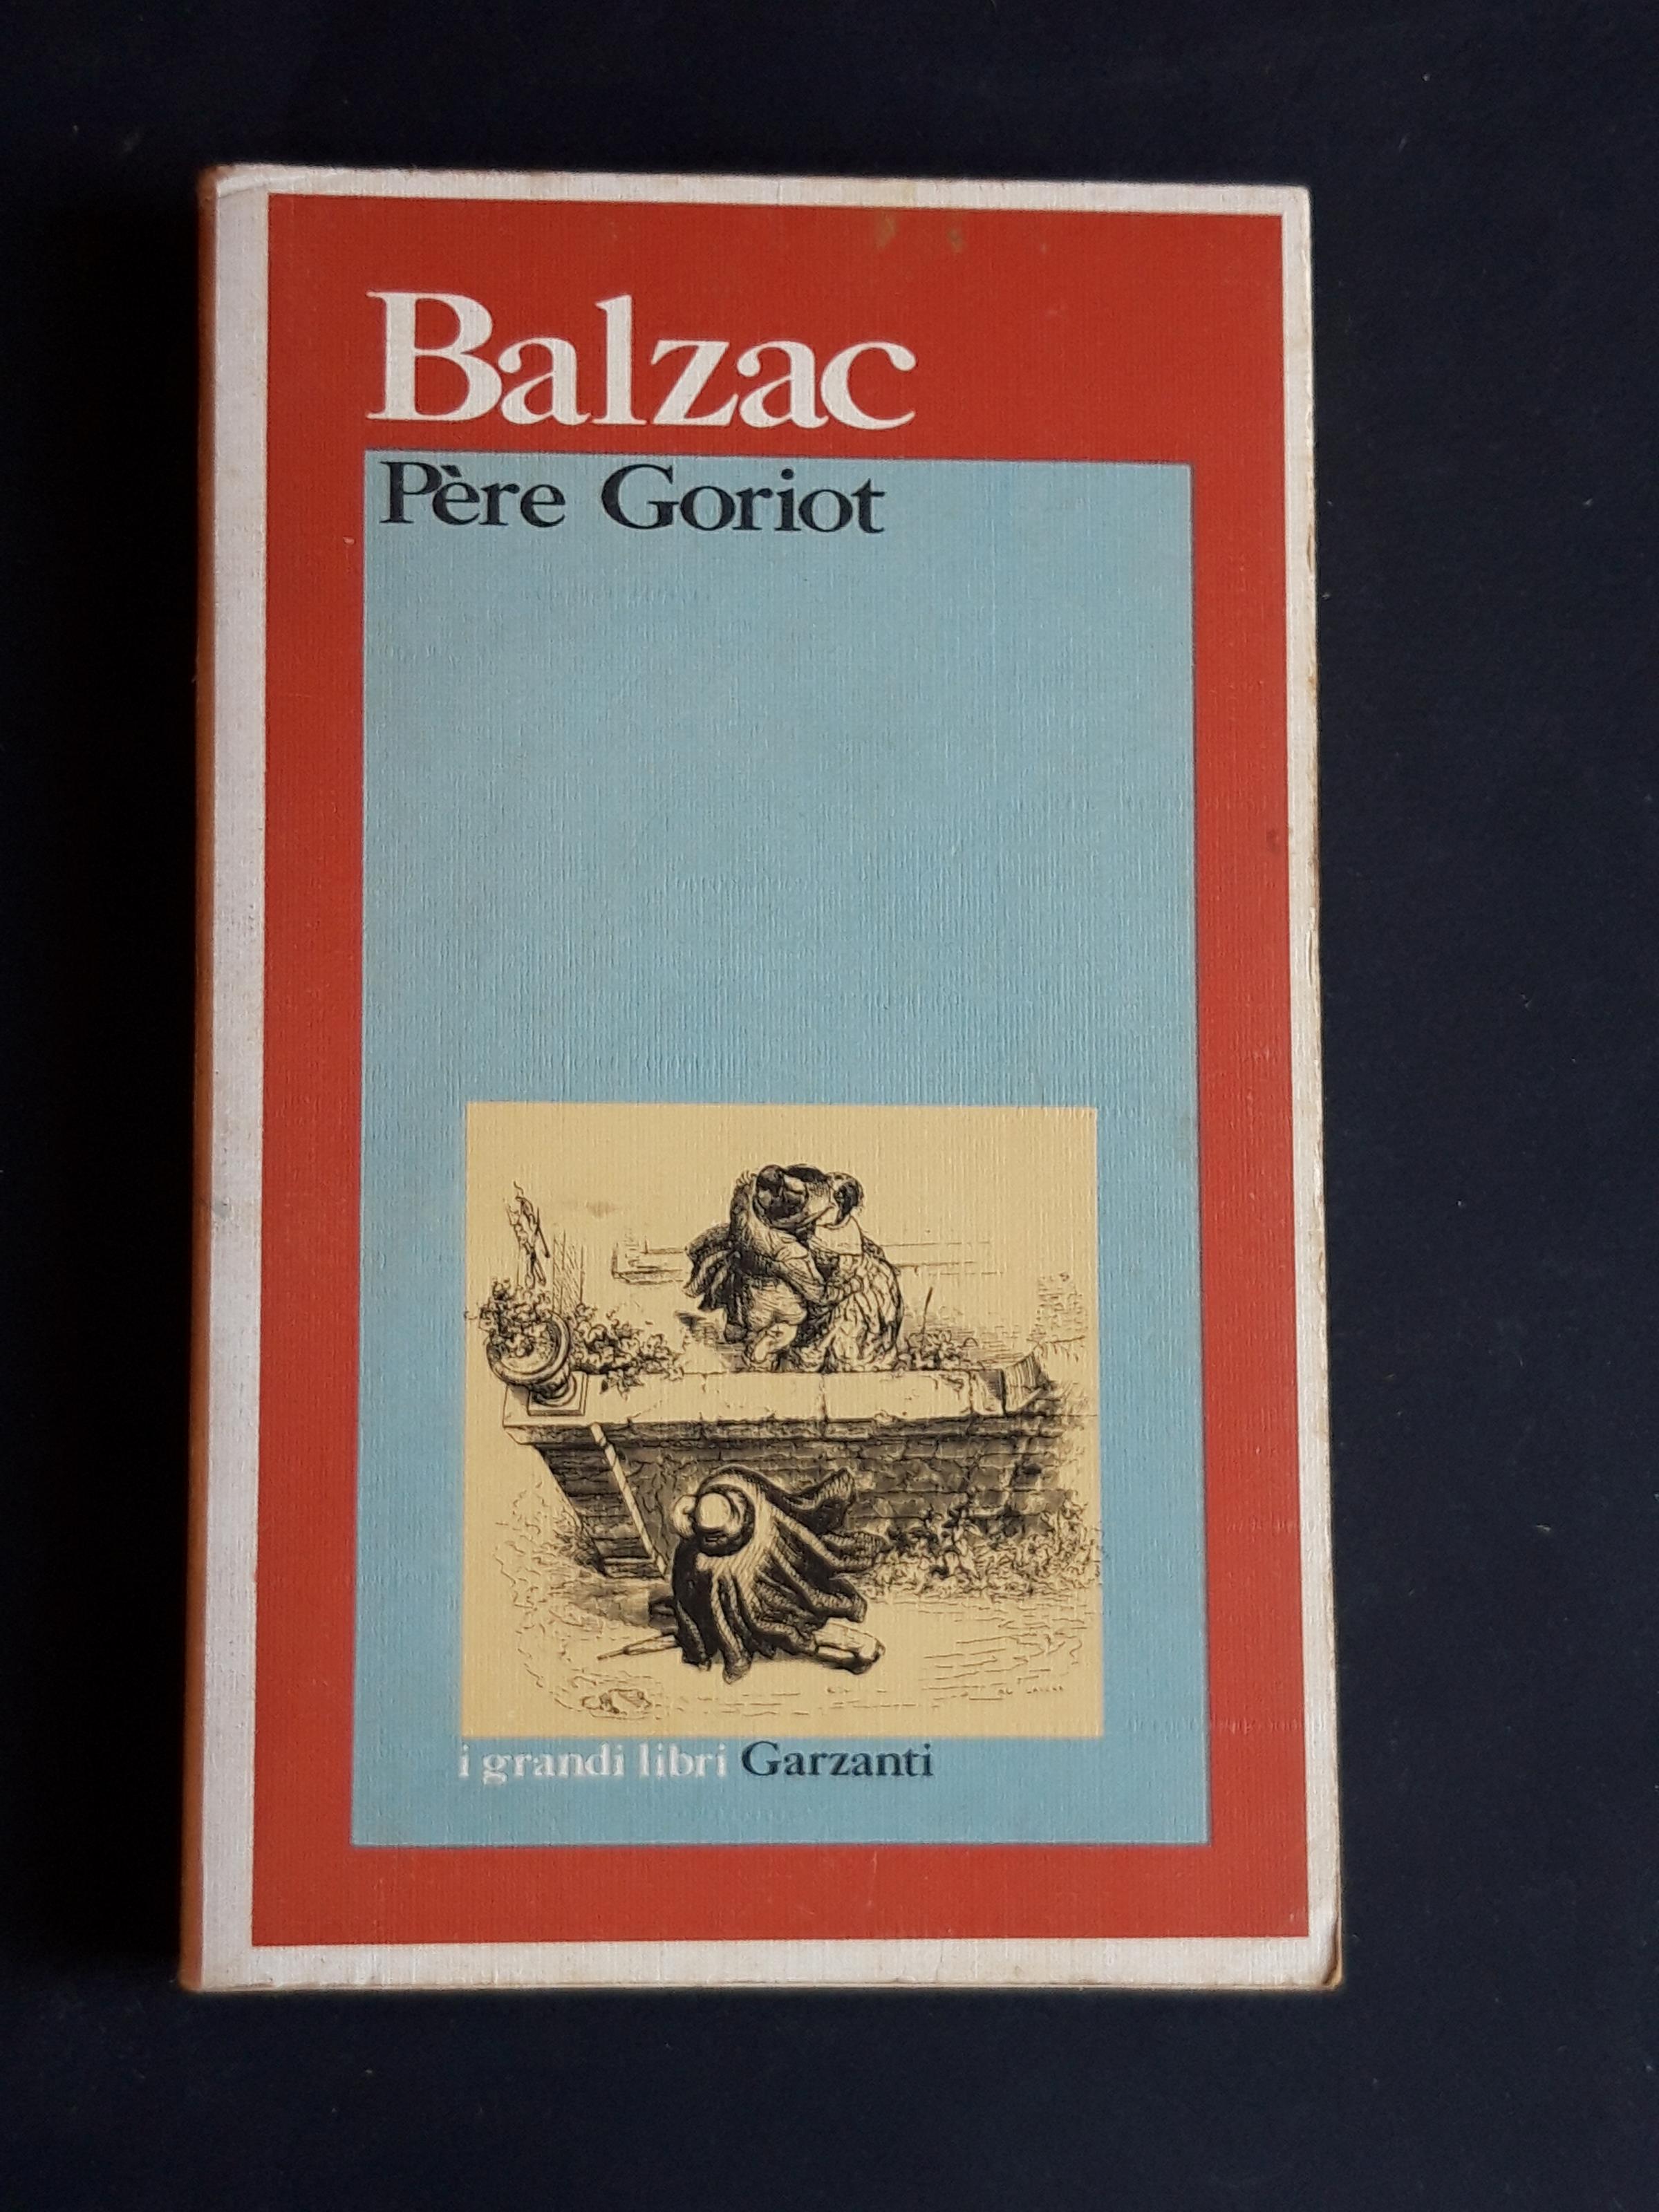 Balzac
Père Goriot
i grandi libri Garzanti